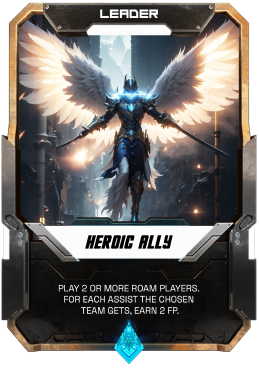 LEADER
HEROIC ALLY
PLAY 2 OR MORE ROAM PLAYERS.
FOR EACH ASSIST THE CHOSEN
TEAM GETS, EARN 2 FP.